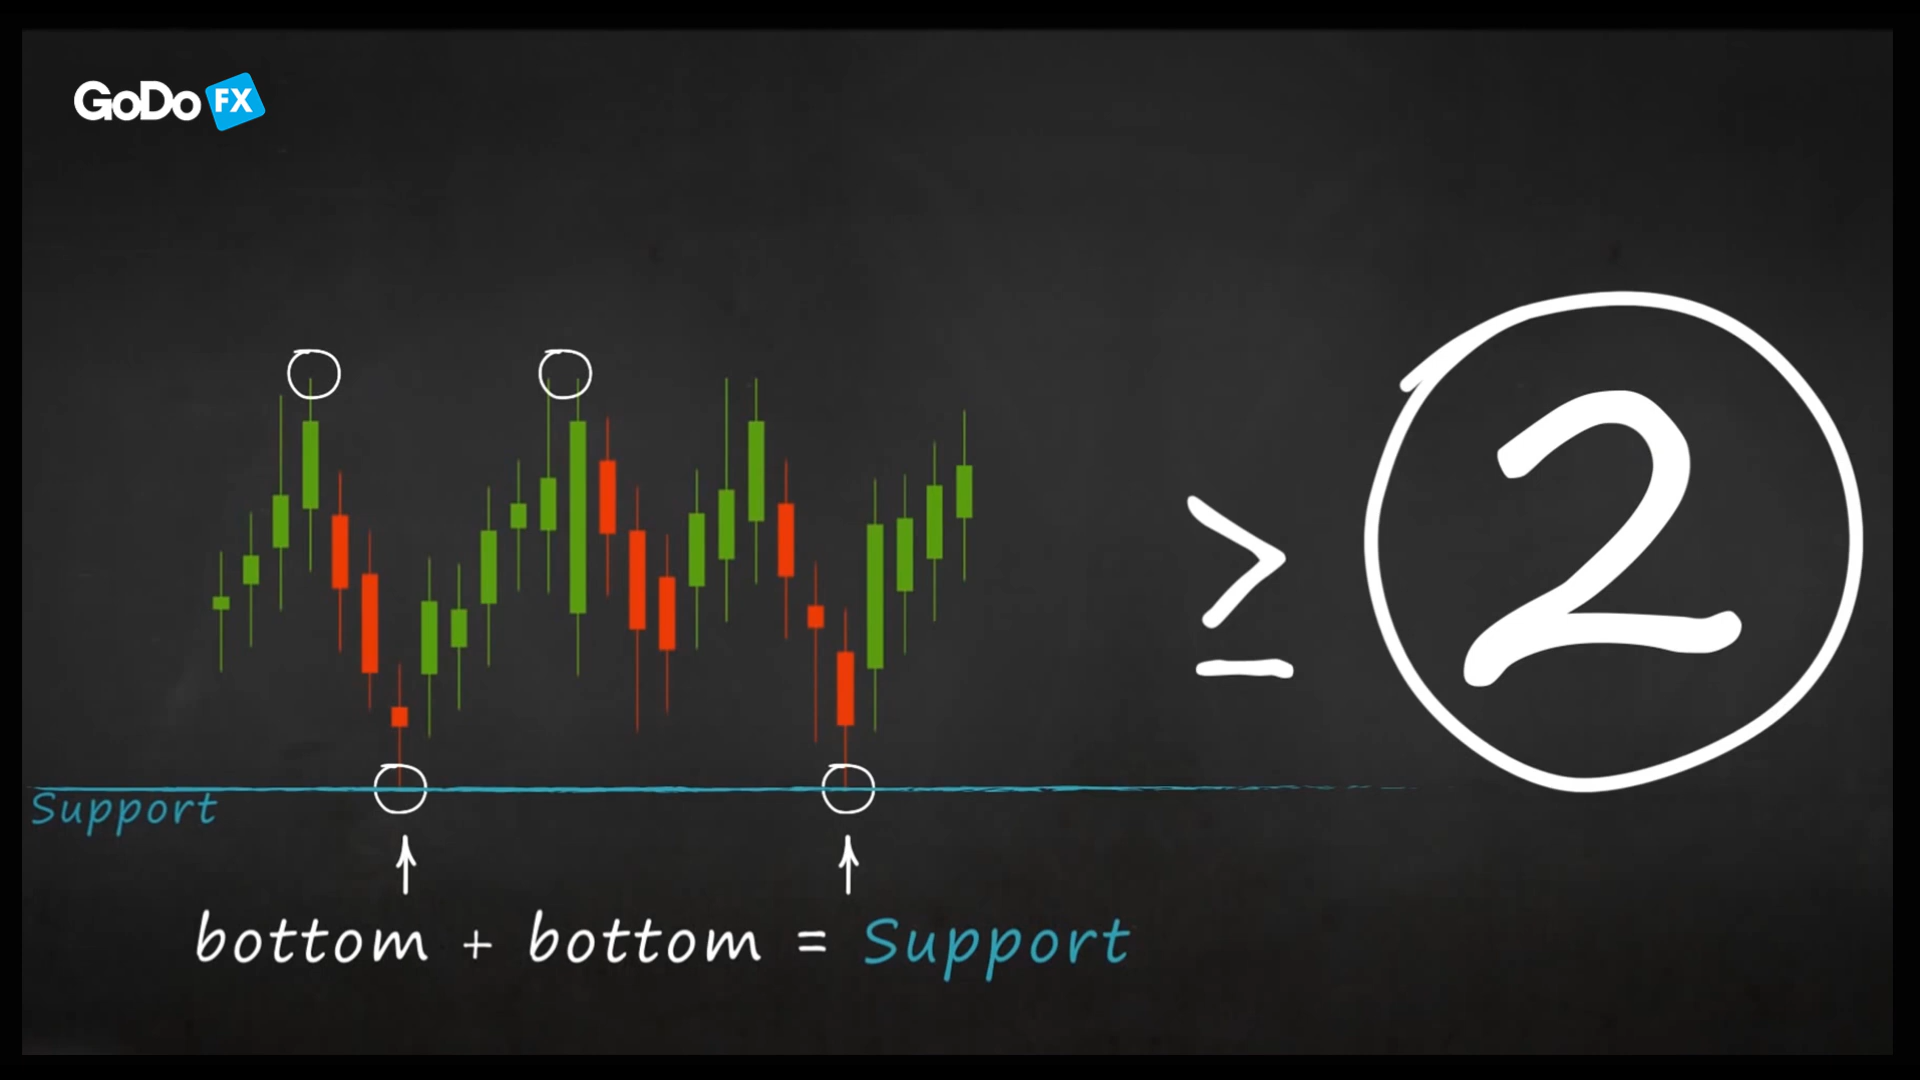 GoDo FX
≥ 2
Support
bottom + bottom = Support